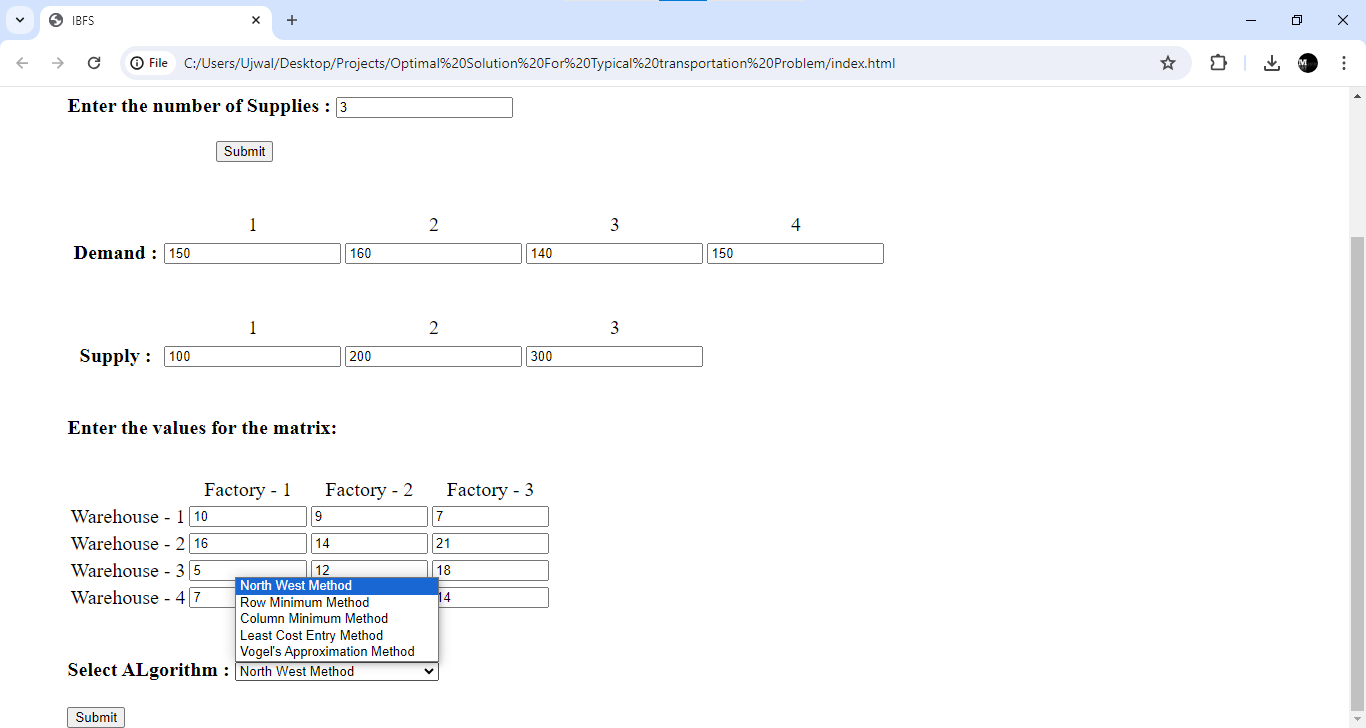 IBFS
File C:/Users/Ujwal/Desktop/Projects/Optimal%20Solution%20For%20Typical%20transportation%20Problem/index.html
Enter the number of Supplies : 3
Submit
1 2 3 4
Demand : 150 160 140 150
1 2 3
Supply : 100 200 300
Enter the values for the matrix:
Factory - 1 Factory - 2 Factory - 3
Warehouse - 1 10 9 7
Warehouse - 2 16 14 21
Warehouse - 3 5 12 18
Warehouse - 4 7 14
North West Method
Row Minimum Method
Column Minimum Method
Least Cost Entry Method
Vogel's Approximation Method
Select ALgorithm : North West Method
Submit